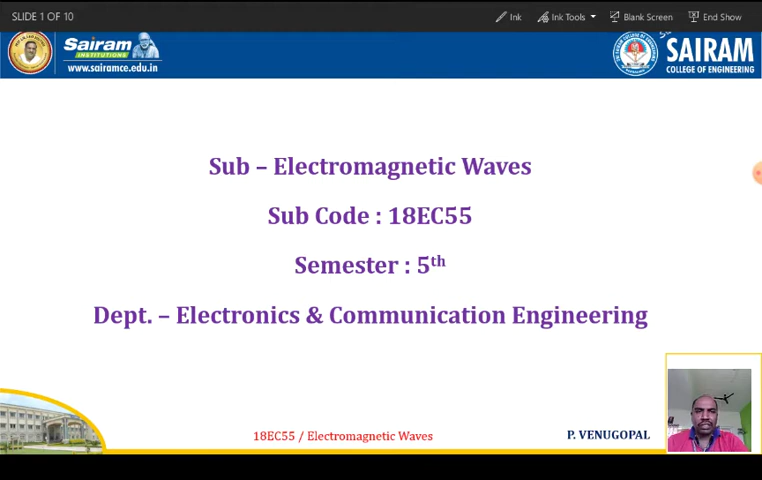 SLIDE 1 OF 10
Ink
Ink Tools
Blank Screen
End Show
Sairam
INSTITUTIONS
www.sairamce.edu.in
SAIRAM
COLLEGE OF ENGINEERING
Sub – Electromagnetic Waves
Sub Code : 18EC55
Semester : 5th
Dept. – Electronics & Communication Engineering
18EC55 / Electromagnetic Waves
P. VENUGOPAL